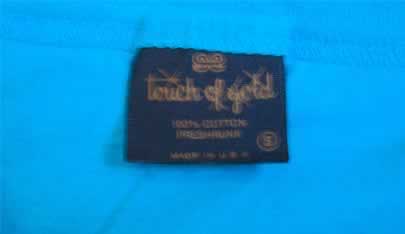 touch of gold
100% COTTON
PRESHRUNK
S
MADE IN U.S.A.